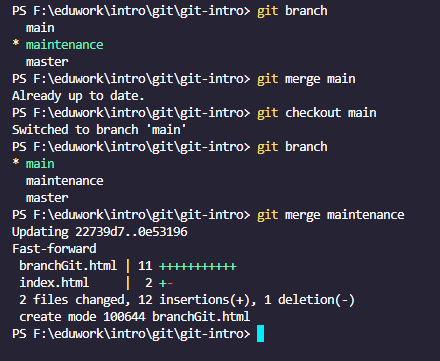 PS F:\eduwork\intro\git\git-intro> git branch
  main
* maintenance
  master
PS F:\eduwork\intro\git\git-intro> git merge main
Already up to date.
PS F:\eduwork\intro\git\git-intro> git checkout main
Switched to branch 'main'
PS F:\eduwork\intro\git\git-intro> git branch
* main
  maintenance
  master
PS F:\eduwork\intro\git\git-intro> git merge maintenance
Updating 22739d7..0e53196
Fast-forward
 branchGit.html | 11 +++++++++++
 index.html     |  2 +-
 2 files changed, 12 insertions(+), 1 deletion(-)
 create mode 100644 branchGit.html
PS F:\eduwork\intro\git\git-intro>